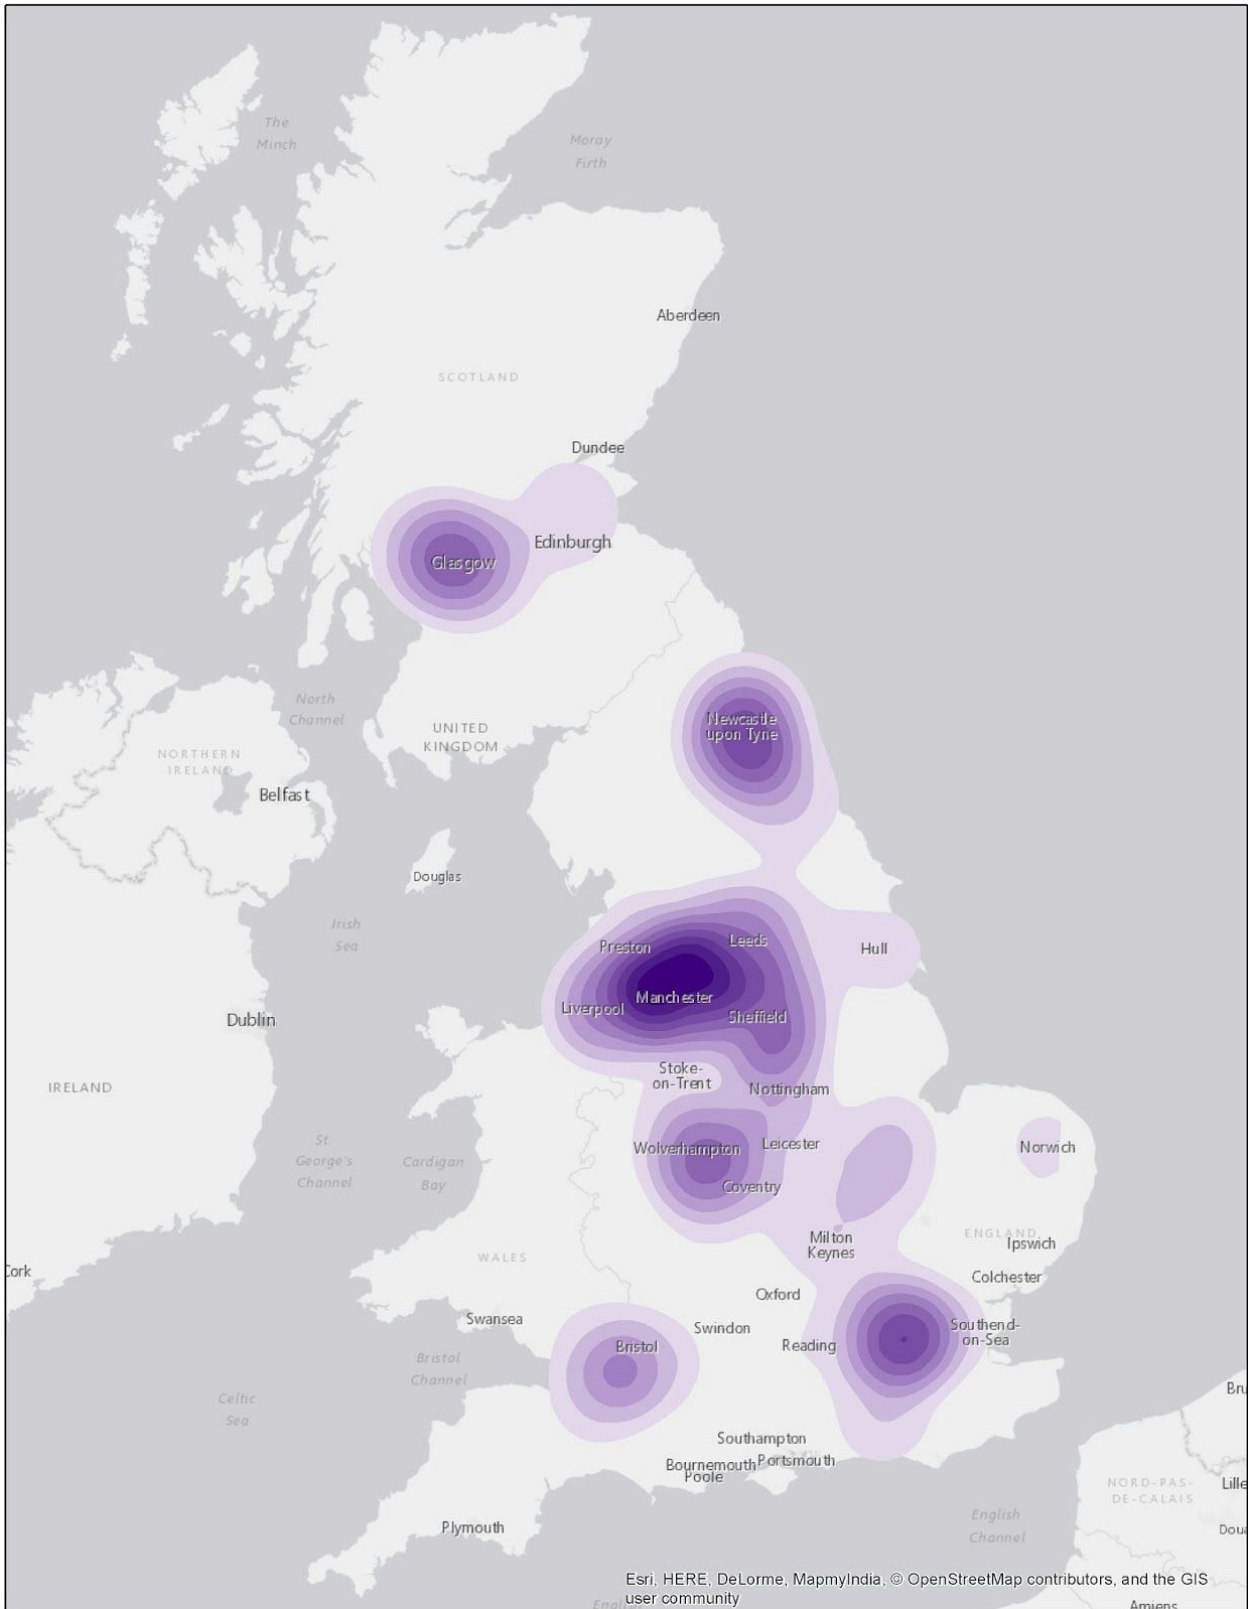 The
Minch
Moray
Firth
Aberdeen
SCOTLAND
Dundee
Edinburgh
Glasgow
North
Channel
Newcastle
upon Tyne
UNITED
KINGDOM
NORTHERN
IRELAND
Belfast
Douglas
Irish
Sea
Preston
Leeds
Hull
Manchester
Liverpool
Sheffield
Dublin
Stoke-
on-Trent
IRELAND
Nottingham
St.
George's
Channel
Cardigan
Bay
Wolverhampton
Leicester
Norwich
Coventry
Milton
Keynes
ENGLAND
Ipswich
WALES
Cork
Colchester
Oxford
Swansea
Swindon
Southend-
on-Sea
Bristol
Reading
Bristol
Channel
Celtic
Sea
Bru
Southampton
Bournemouth
Portsmouth
Poole
NORD-PAS-
DE-CALAIS
Lille
Plymouth
English
Channel
Doua
Esri, HERE, DeLorme, MapmyIndia, © OpenStreetMap contributors, and the GIS
user community
English
Amiens